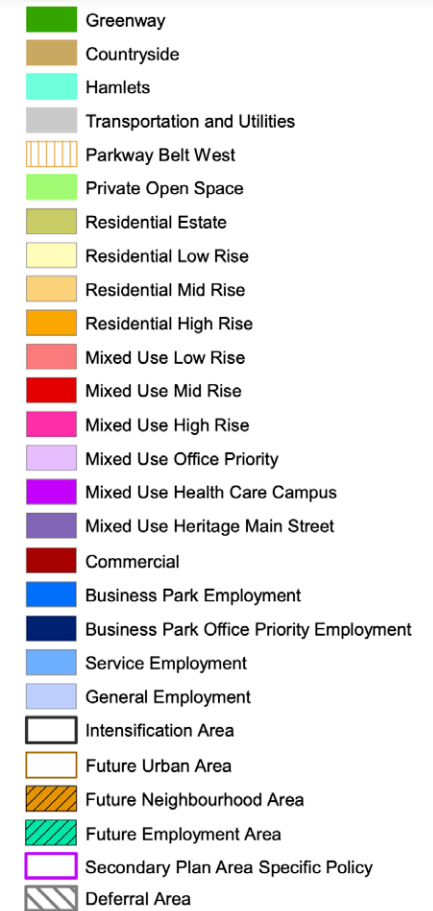 Greenway
Countryside
Hamlets
Transportation and Utilities
Parkway Belt West
Private Open Space
Residential Estate
Residential Low Rise
Residential Mid Rise
Residential High Rise
Mixed Use Low Rise
Mixed Use Mid Rise
Mixed Use High Rise
Mixed Use Office Priority
Mixed Use Health Care Campus
Mixed Use Heritage Main Street
Commercial
Business Park Employment
Business Park Office Priority Employment
Service Employment
General Employment
Intensification Area
Future Urban Area
Future Neighbourhood Area
Future Employment Area
Secondary Plan Area Specific Policy
Deferral Area